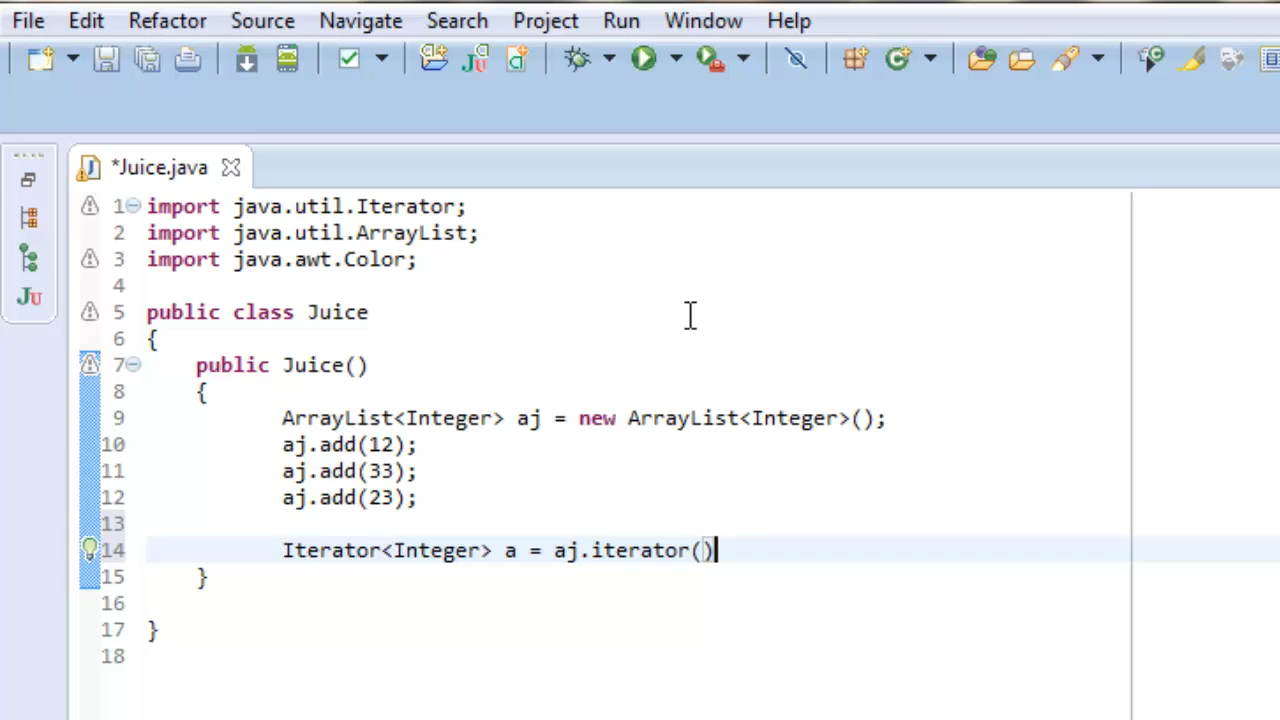 File Edit Refactor Source Navigate Search Project Run Window Help
*Juice.java
1 import java.util.Iterator;
2 import java.util.ArrayList;
3 import java.awt.Color;
4
5 public class Juice
6 {
7 public Juice()
8 {
9 ArrayList<Integer> aj = new ArrayList<Integer>();
10 aj.add(12);
11 aj.add(33);
12 aj.add(23);
13
14 Iterator<Integer> a = aj.iterator()
15 }
16
17 }
18
JU